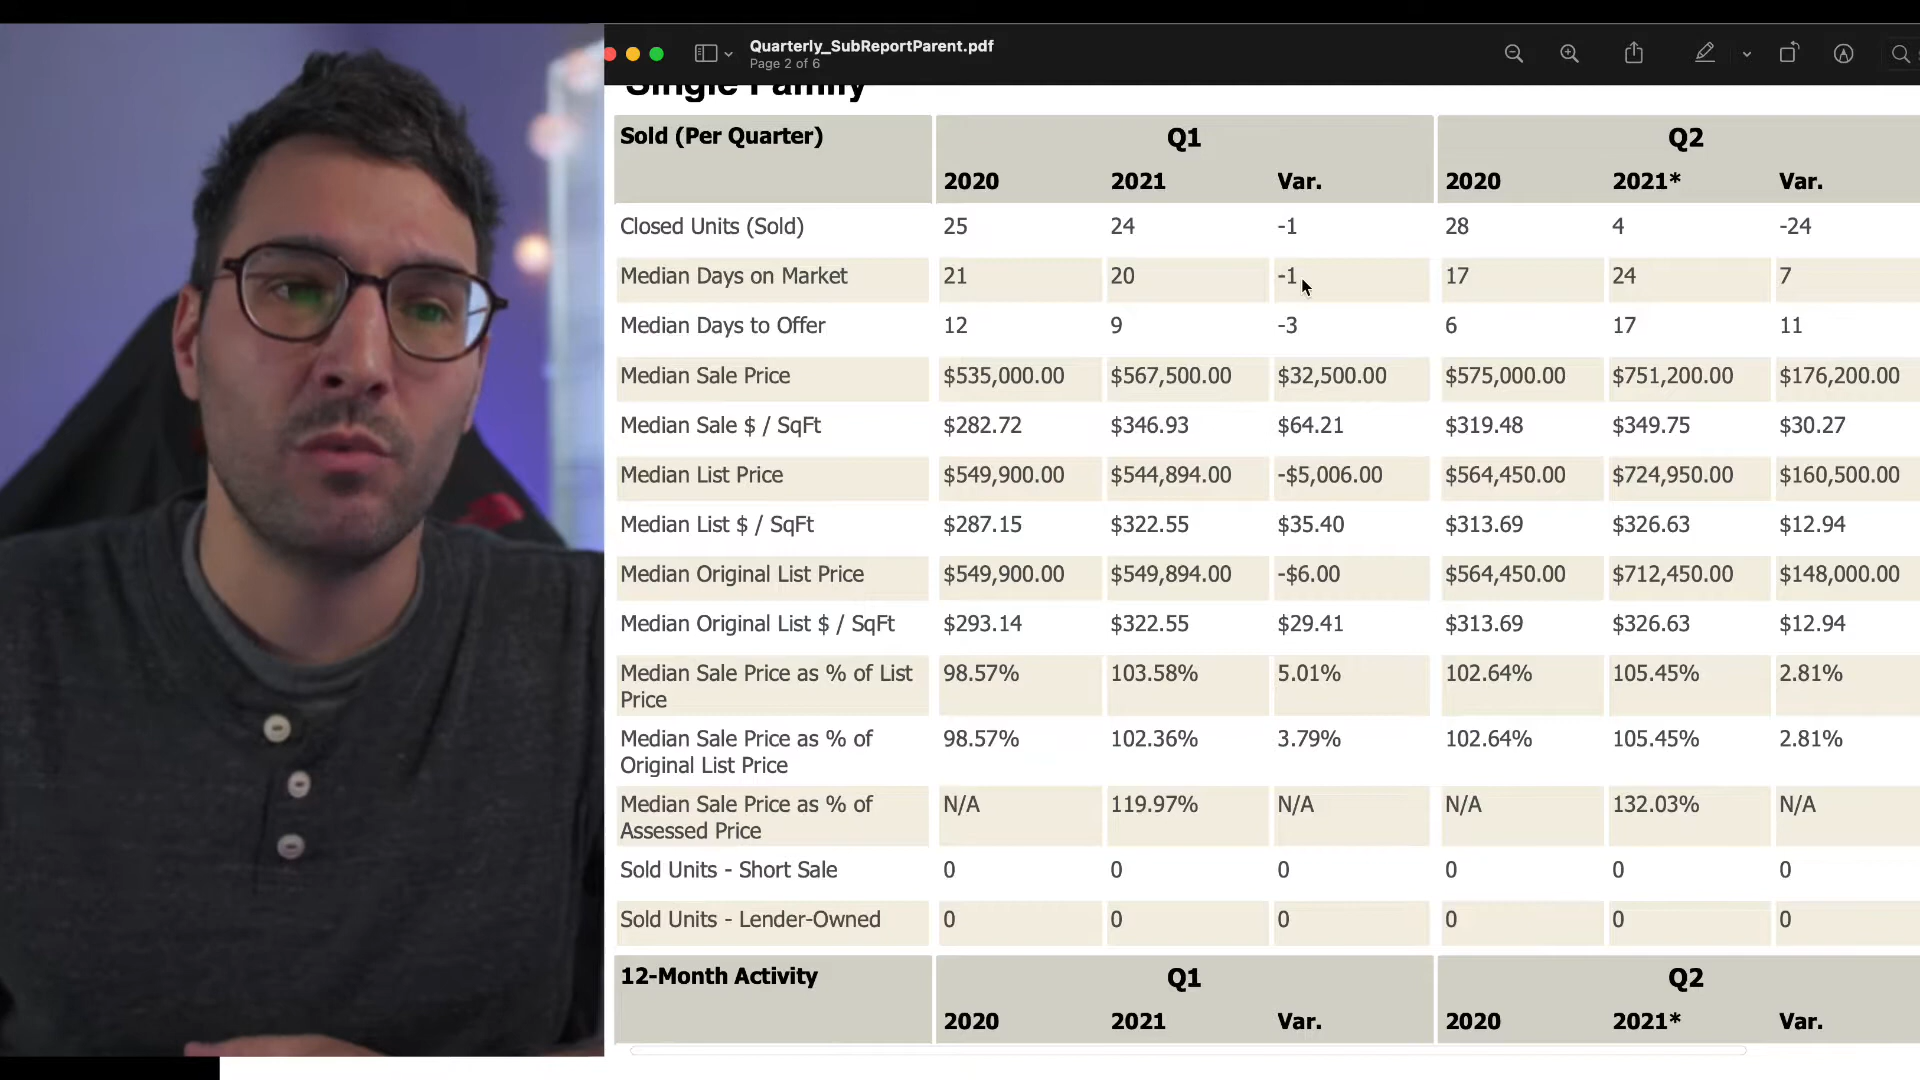 Quarterly_SubReportParent.pdf
Page 2 of 6
Single Family
Sold (Per Quarter) Q1 Q2
2020 2021 Var. 2020 2021* Var.
Closed Units (Sold) 25 24 -1 28 4 -24
Median Days on Market 21 20 -1 17 24 7
Median Days to Offer 12 9 -3 6 17 11
Median Sale Price $535,000.00 $567,500.00 $32,500.00 $575,000.00 $751,200.00 $176,200.00
Median Sale $ / SqFt $282.72 $346.93 $64.21 $319.48 $349.75 $30.27
Median List Price $549,900.00 $544,894.00 -$5,006.00 $564,450.00 $724,950.00 $160,500.00
Median List $ / SqFt $287.15 $322.55 $35.40 $313.69 $326.63 $12.94
Median Original List Price $549,900.00 $549,894.00 -$6.00 $564,450.00 $712,450.00 $148,000.00
Median Original List $ / SqFt $293.14 $322.55 $29.41 $313.69 $326.63 $12.94
Median Sale Price as % of List 98.57% 103.58% 5.01% 102.64% 105.45% 2.81%
Price
Median Sale Price as % of 98.57% 102.36% 3.79% 102.64% 105.45% 2.81%
Original List Price
Median Sale Price as % of N/A 119.97% N/A N/A 132.03% N/A
Assessed Price
Sold Units - Short Sale 0 0 0 0 0 0
Sold Units - Lender-Owned 0 0 0 0 0 0
12-Month Activity Q1 Q2
2020 2021 Var. 2020 2021* Var.